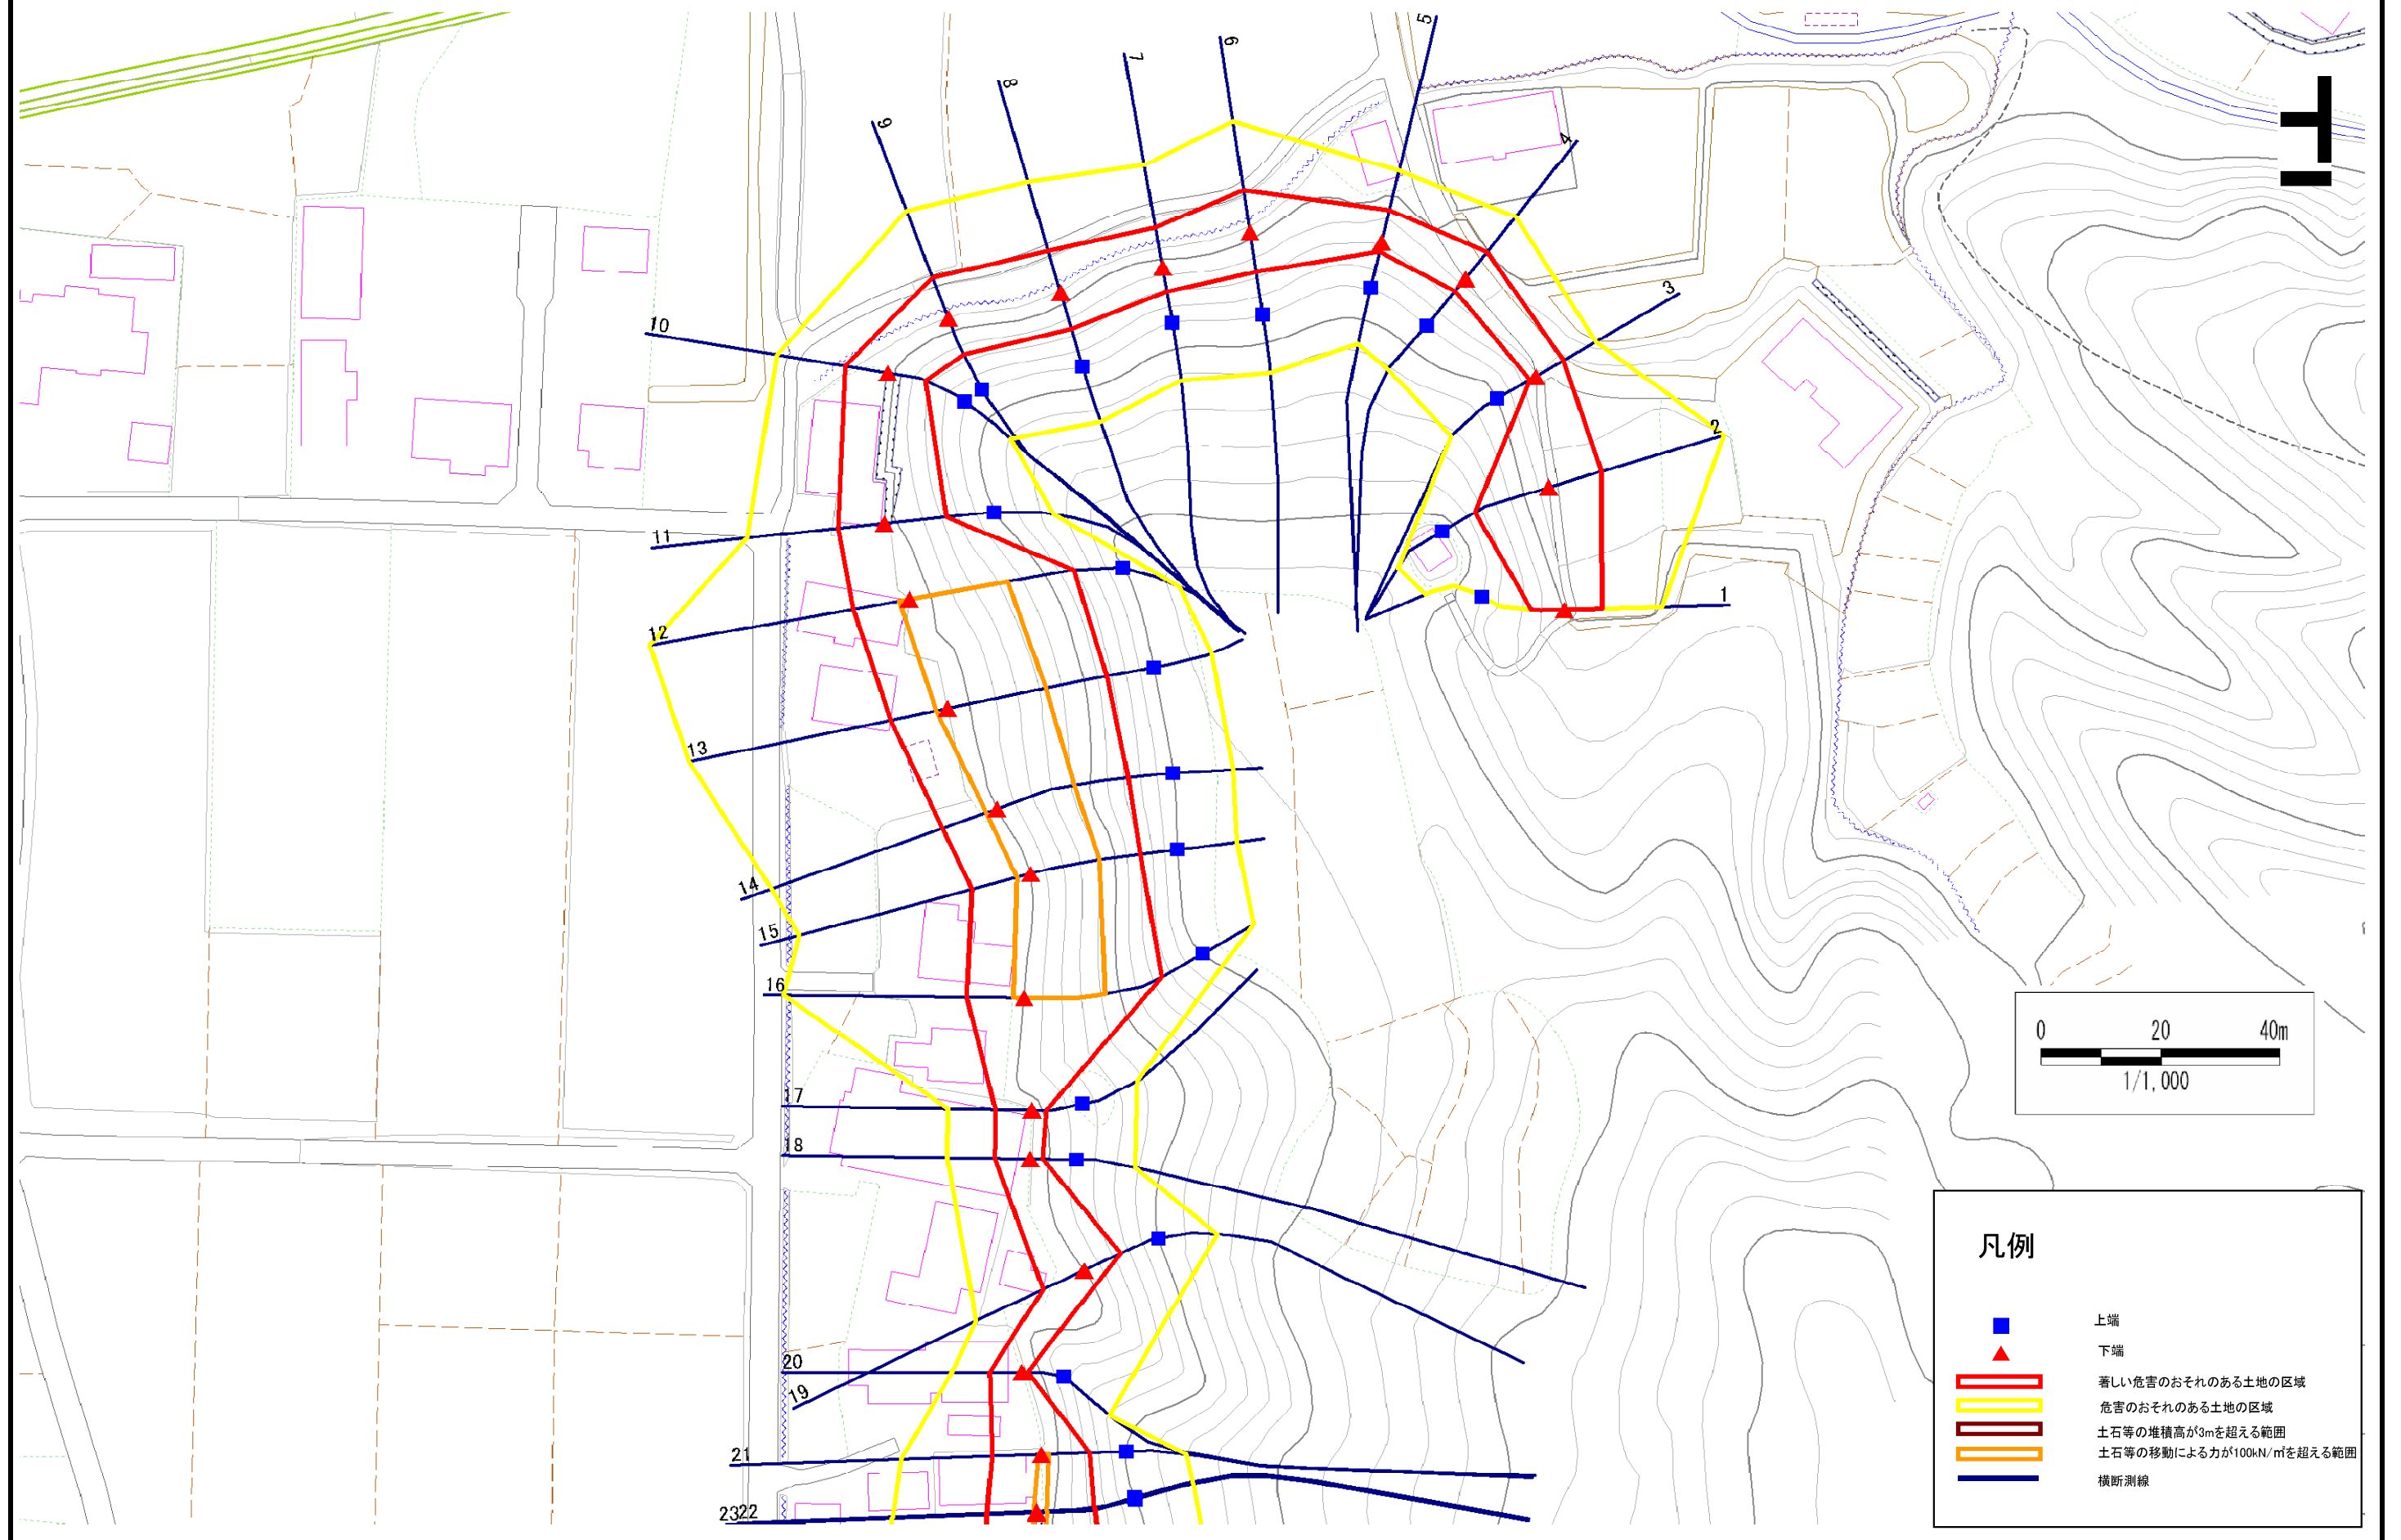 5
6
7
8
9
4
3
10
2
11
1
12
13
14
15
16
17
18
20
19
21
2322
0 20 40m
1/1,000
凡例
上端
下端
著しい危害のおそれのある土地の区域
危害のおそれのある土地の区域
土石等の堆積高が3mを超える範囲
土石等の移動による力が100kN/㎡を超える範囲
横断測線